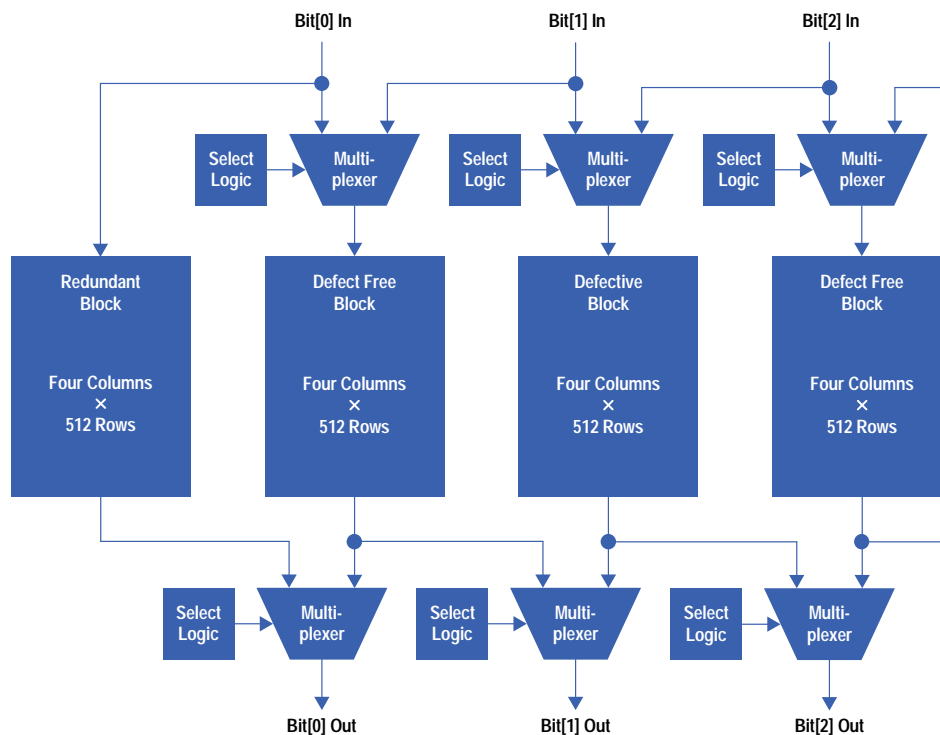 Bit[0] In
Bit[1] In
Bit[2] In
Select
Logic
Multi-
plexer
Select
Logic
Multi-
plexer
Select
Logic
Multi-
plexer
Redundant
Block
Four Columns
×
512 Rows
Defect Free
Block
Four Columns
×
512 Rows
Defective
Block
Four Columns
×
512 Rows
Defect Free
Block
Four Columns
×
512 Rows
Select
Logic
Multi-
plexer
Select
Logic
Multi-
plexer
Select
Logic
Multi-
plexer
Bit[0] Out
Bit[1] Out
Bit[2] Out